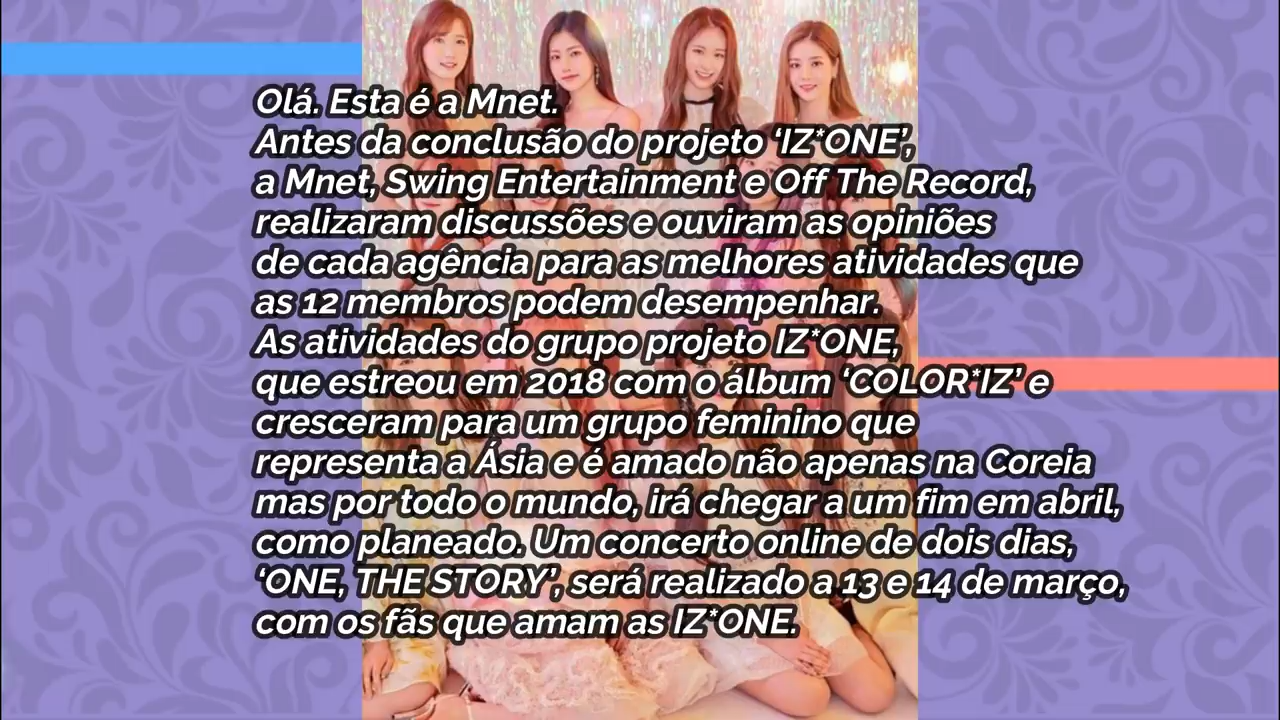 Olá. Esta é a Mnet.
Antes da conclusão do projeto ‘IZ*ONE’,
a Mnet, Swing Entertainment e Off The Record,
realizaram discussões e ouviram as opiniões
de cada agência para as melhores atividades que
as 12 membros podem desempenhar.
As atividades do grupo projeto IZ*ONE,
que estreou em 2018 com o álbum ‘COLOR*IZ’ e
cresceram para um grupo feminino que
representa a Ásia e é amado não apenas na Coreia
mas por todo o mundo, irá chegar a um fim em abril,
como planeado. Um concerto online de dois dias,
‘ONE, THE STORY’, será realizado a 13 e 14 de março,
com os fãs que amam as IZ*ONE.